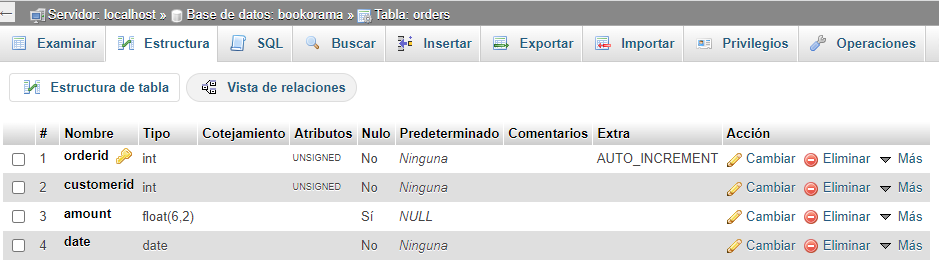 Servidor: localhost » Base de datos: bookorama » Tabla: orders
Examinar Estructura SQL Buscar Insertar Exportar Importar Privilegios Operaciones
Estructura de tabla Vista de relaciones
# Nombre Tipo Cotejamiento Atributos Nulo Predeterminado Comentarios Extra Acción
1 orderid int UNSIGNED No Ninguna AUTO_INCREMENT Cambiar Eliminar Más
2 customerid int UNSIGNED No Ninguna Cambiar Eliminar Más
3 amount float(6,2) Sí NULL Cambiar Eliminar Más
4 date date No Ninguna Cambiar Eliminar Más